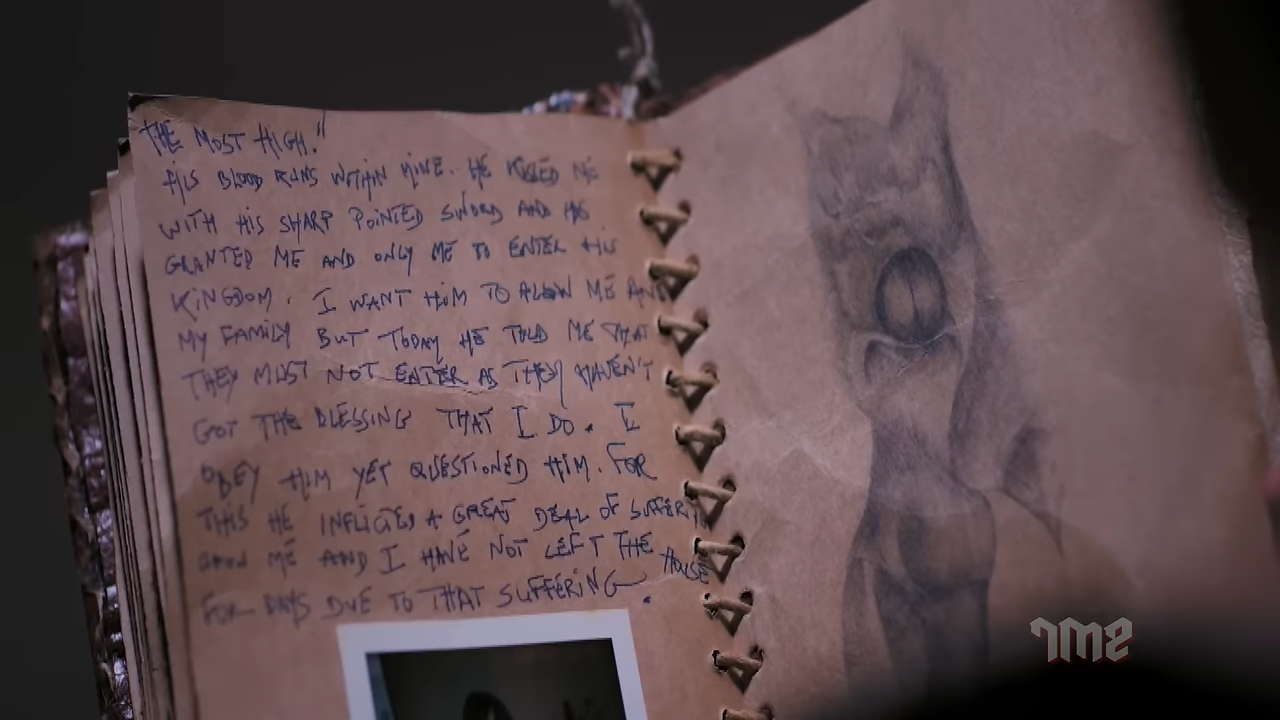 THE MOST HIGH!!
HIS BLOOD RUNS WITHIN MINE. HE KISSED ME
WITH HIS SHARP POINTED SWORD AND HE
GRANTED ME AND ONLY ME TO ENTER HIS
KINGDOM. I WANT HIM TO ALLOW ME AND
MY FAMILY BUT TODAY HE TOLD ME THAT
THEY MUST NOT ENTER AS THEY HAVEN'T
GOT THE BLESSING THAT I DO. I
OBEY HIM YET QUESTIONED HIM. FOR
THIS HE INFLICTED A GREAT DEAL OF SUFFERING
UPON ME AND I HAVE NOT LEFT THE HOUSE
FOR DAYS DUE TO THAT SUFFERING.